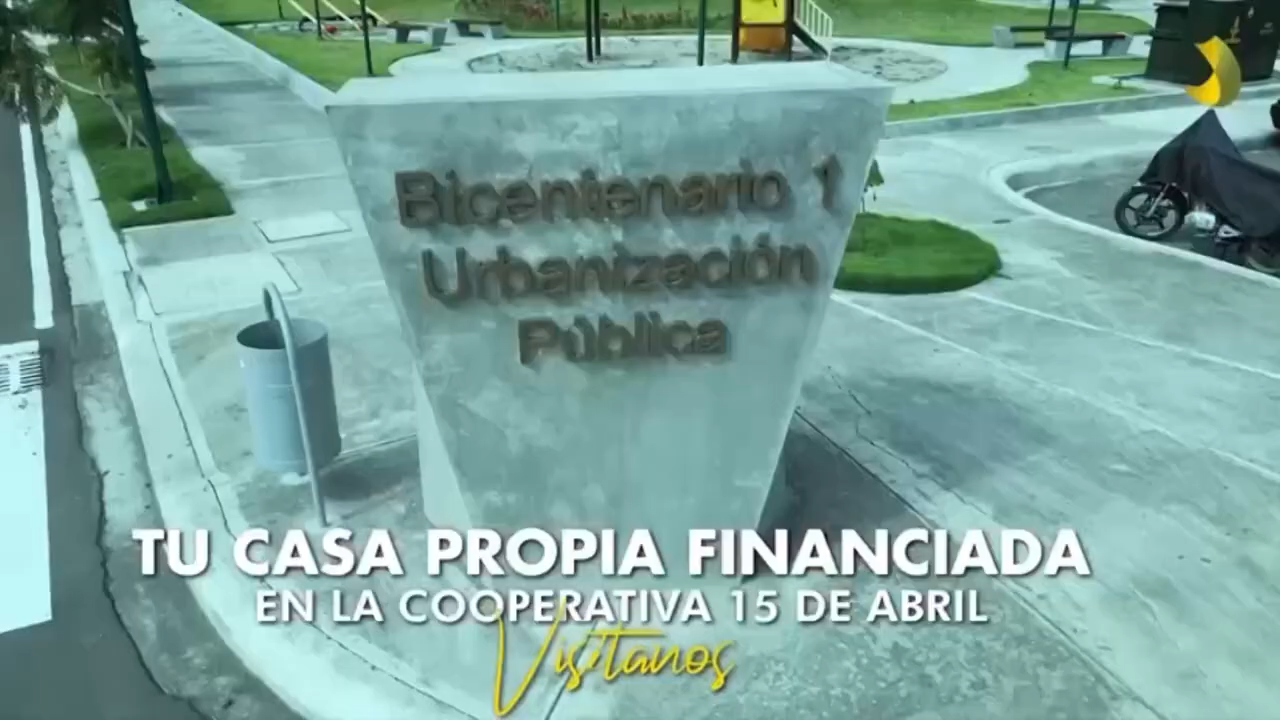 Bicentenario 1
Urbanización
Pública
TU CASA PROPIA FINANCIADA
EN LA COOPERATIVA 15 DE ABRIL
Visítanos